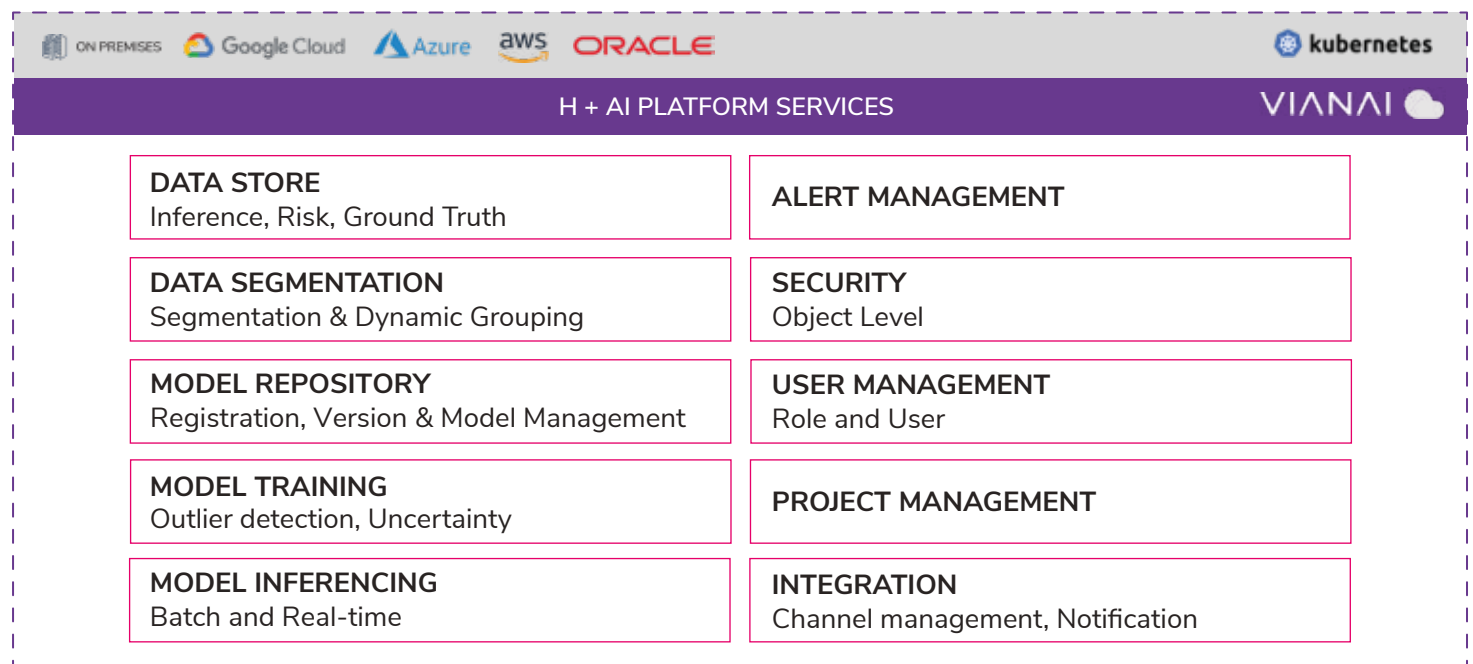 ON PREMISES Google Cloud Azure aws ORACLE kubernetes
H + AI PLATFORM SERVICES VIANAI
DATA STORE
Inference, Risk, Ground Truth
ALERT MANAGEMENT
DATA SEGMENTATION
Segmentation & Dynamic Grouping
SECURITY
Object Level
MODEL REPOSITORY
Registration, Version & Model Management
USER MANAGEMENT
Role and User
MODEL TRAINING
Outlier detection, Uncertainty
PROJECT MANAGEMENT
MODEL INFERENCING
Batch and Real-time
INTEGRATION
Channel management, Notification